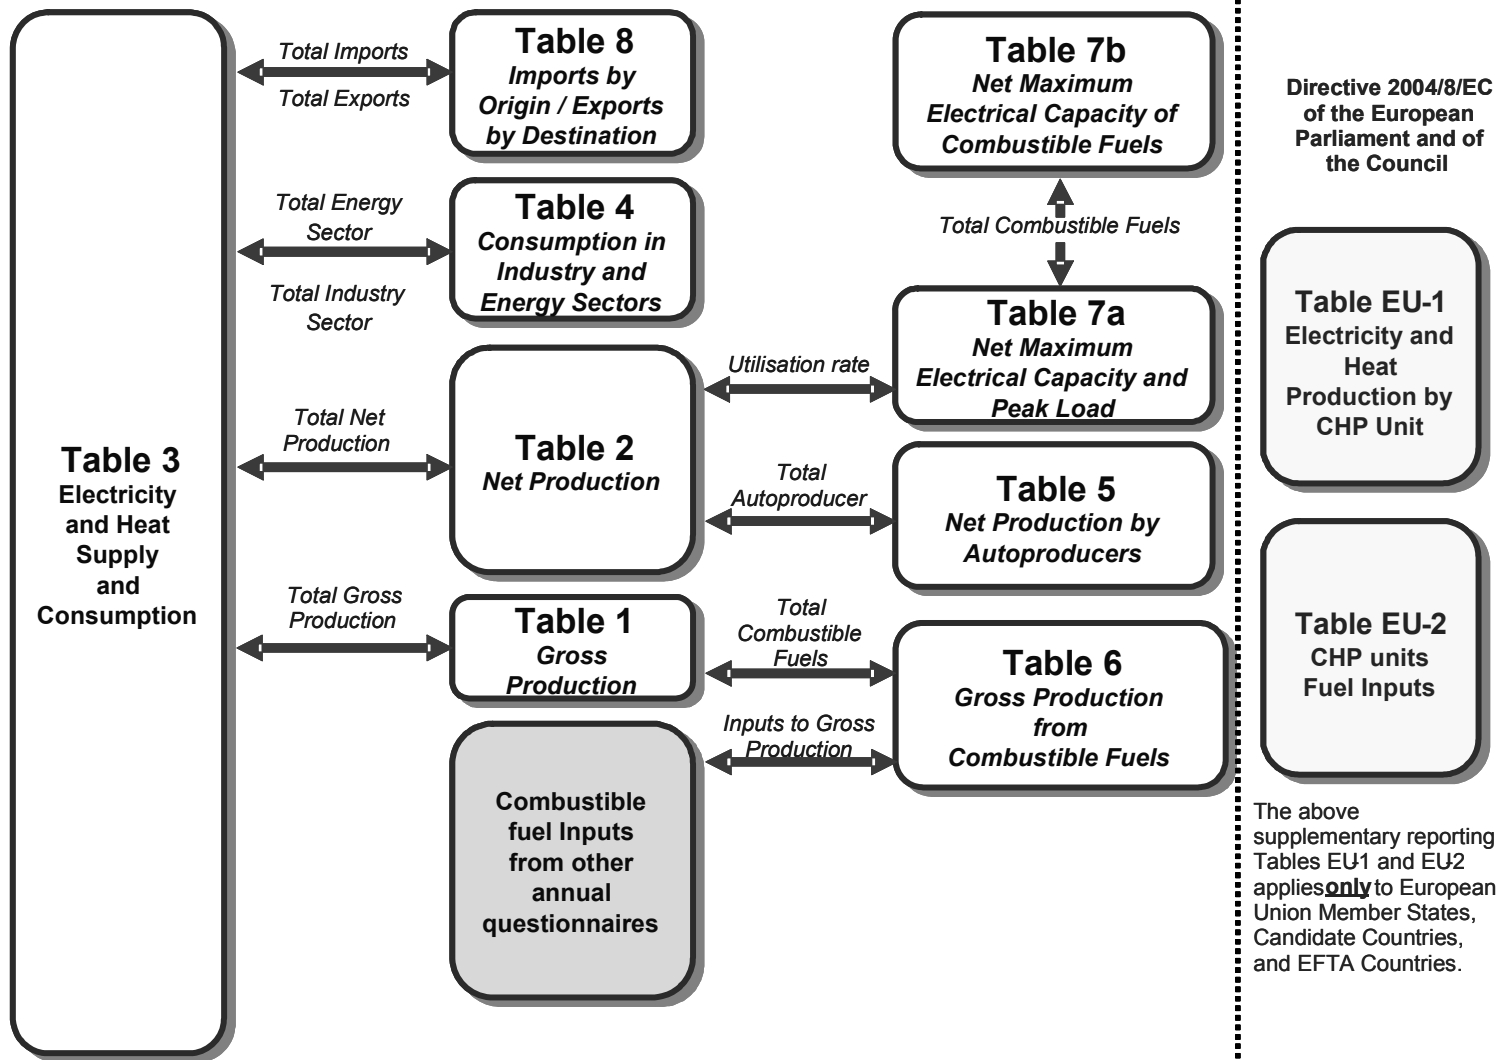 Table 3
Electricity
and Heat
Supply
and
Consumption
Total Imports
Total Exports
Table 8
Imports by
Origin / Exports
by Destination
Total Energy
Sector
Total Industry
Sector
Table 4
Consumption in
Industry and
Energy Sectors
Total Net
Production
Table 2
Net Production
Total Gross
Production
Table 1
Gross
Production
Combustible
fuel Inputs
from other
annual
questionnaires
Table 7b
Net Maximum
Electrical Capacity of
Combustible Fuels
Total Combustible Fuels
Table 7a
Net Maximum
Electrical Capacity and
Peak Load
Utilisation rate
Total
Autoproducer
Table 5
Net Production by
Autoproducers
Total
Combustible
Fuels
Inputs to Gross
Production
Table 6
Gross Production
from
Combustible Fuels
Directive 2004/8/EC
of the European
Parliament and of
the Council
Table EU-1
Electricity and
Heat
Production by
CHP Unit
Table EU-2
CHP units
Fuel Inputs
The above
supplementary reporting
Tables EU-1 and EU-2
applies only to European
Union Member States,
Candidate Countries,
and EFTA Countries.